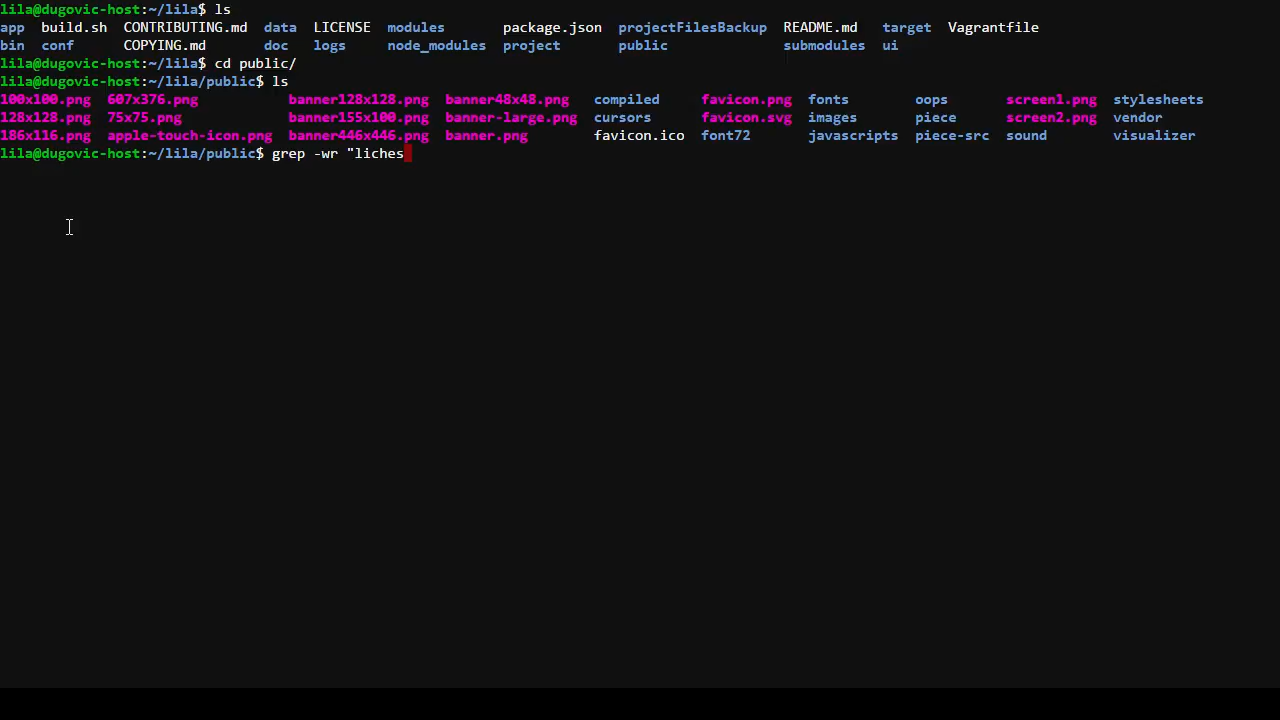 lila@dugovic-host:~/lila$ ls
app build.sh CONTRIBUTING.md data LICENSE modules package.json projectFilesBackup README.md target Vagrantfile
bin conf COPYING.md doc logs node_modules project public submodules ui
lila@dugovic-host:~/lila$ cd public/
lila@dugovic-host:~/lila/public$ ls
100x100.png 607x376.png banner128x128.png banner48x48.png compiled favicon.png fonts oops screen1.png stylesheets
128x128.png 75x75.png banner155x100.png banner-large.png cursors favicon.svg images piece screen2.png vendor
186x116.png apple-touch-icon.png banner446x446.png banner.png favicon.ico font72 javascripts piece-src sound visualizer
lila@dugovic-host:~/lila/public$ grep -wr "liches